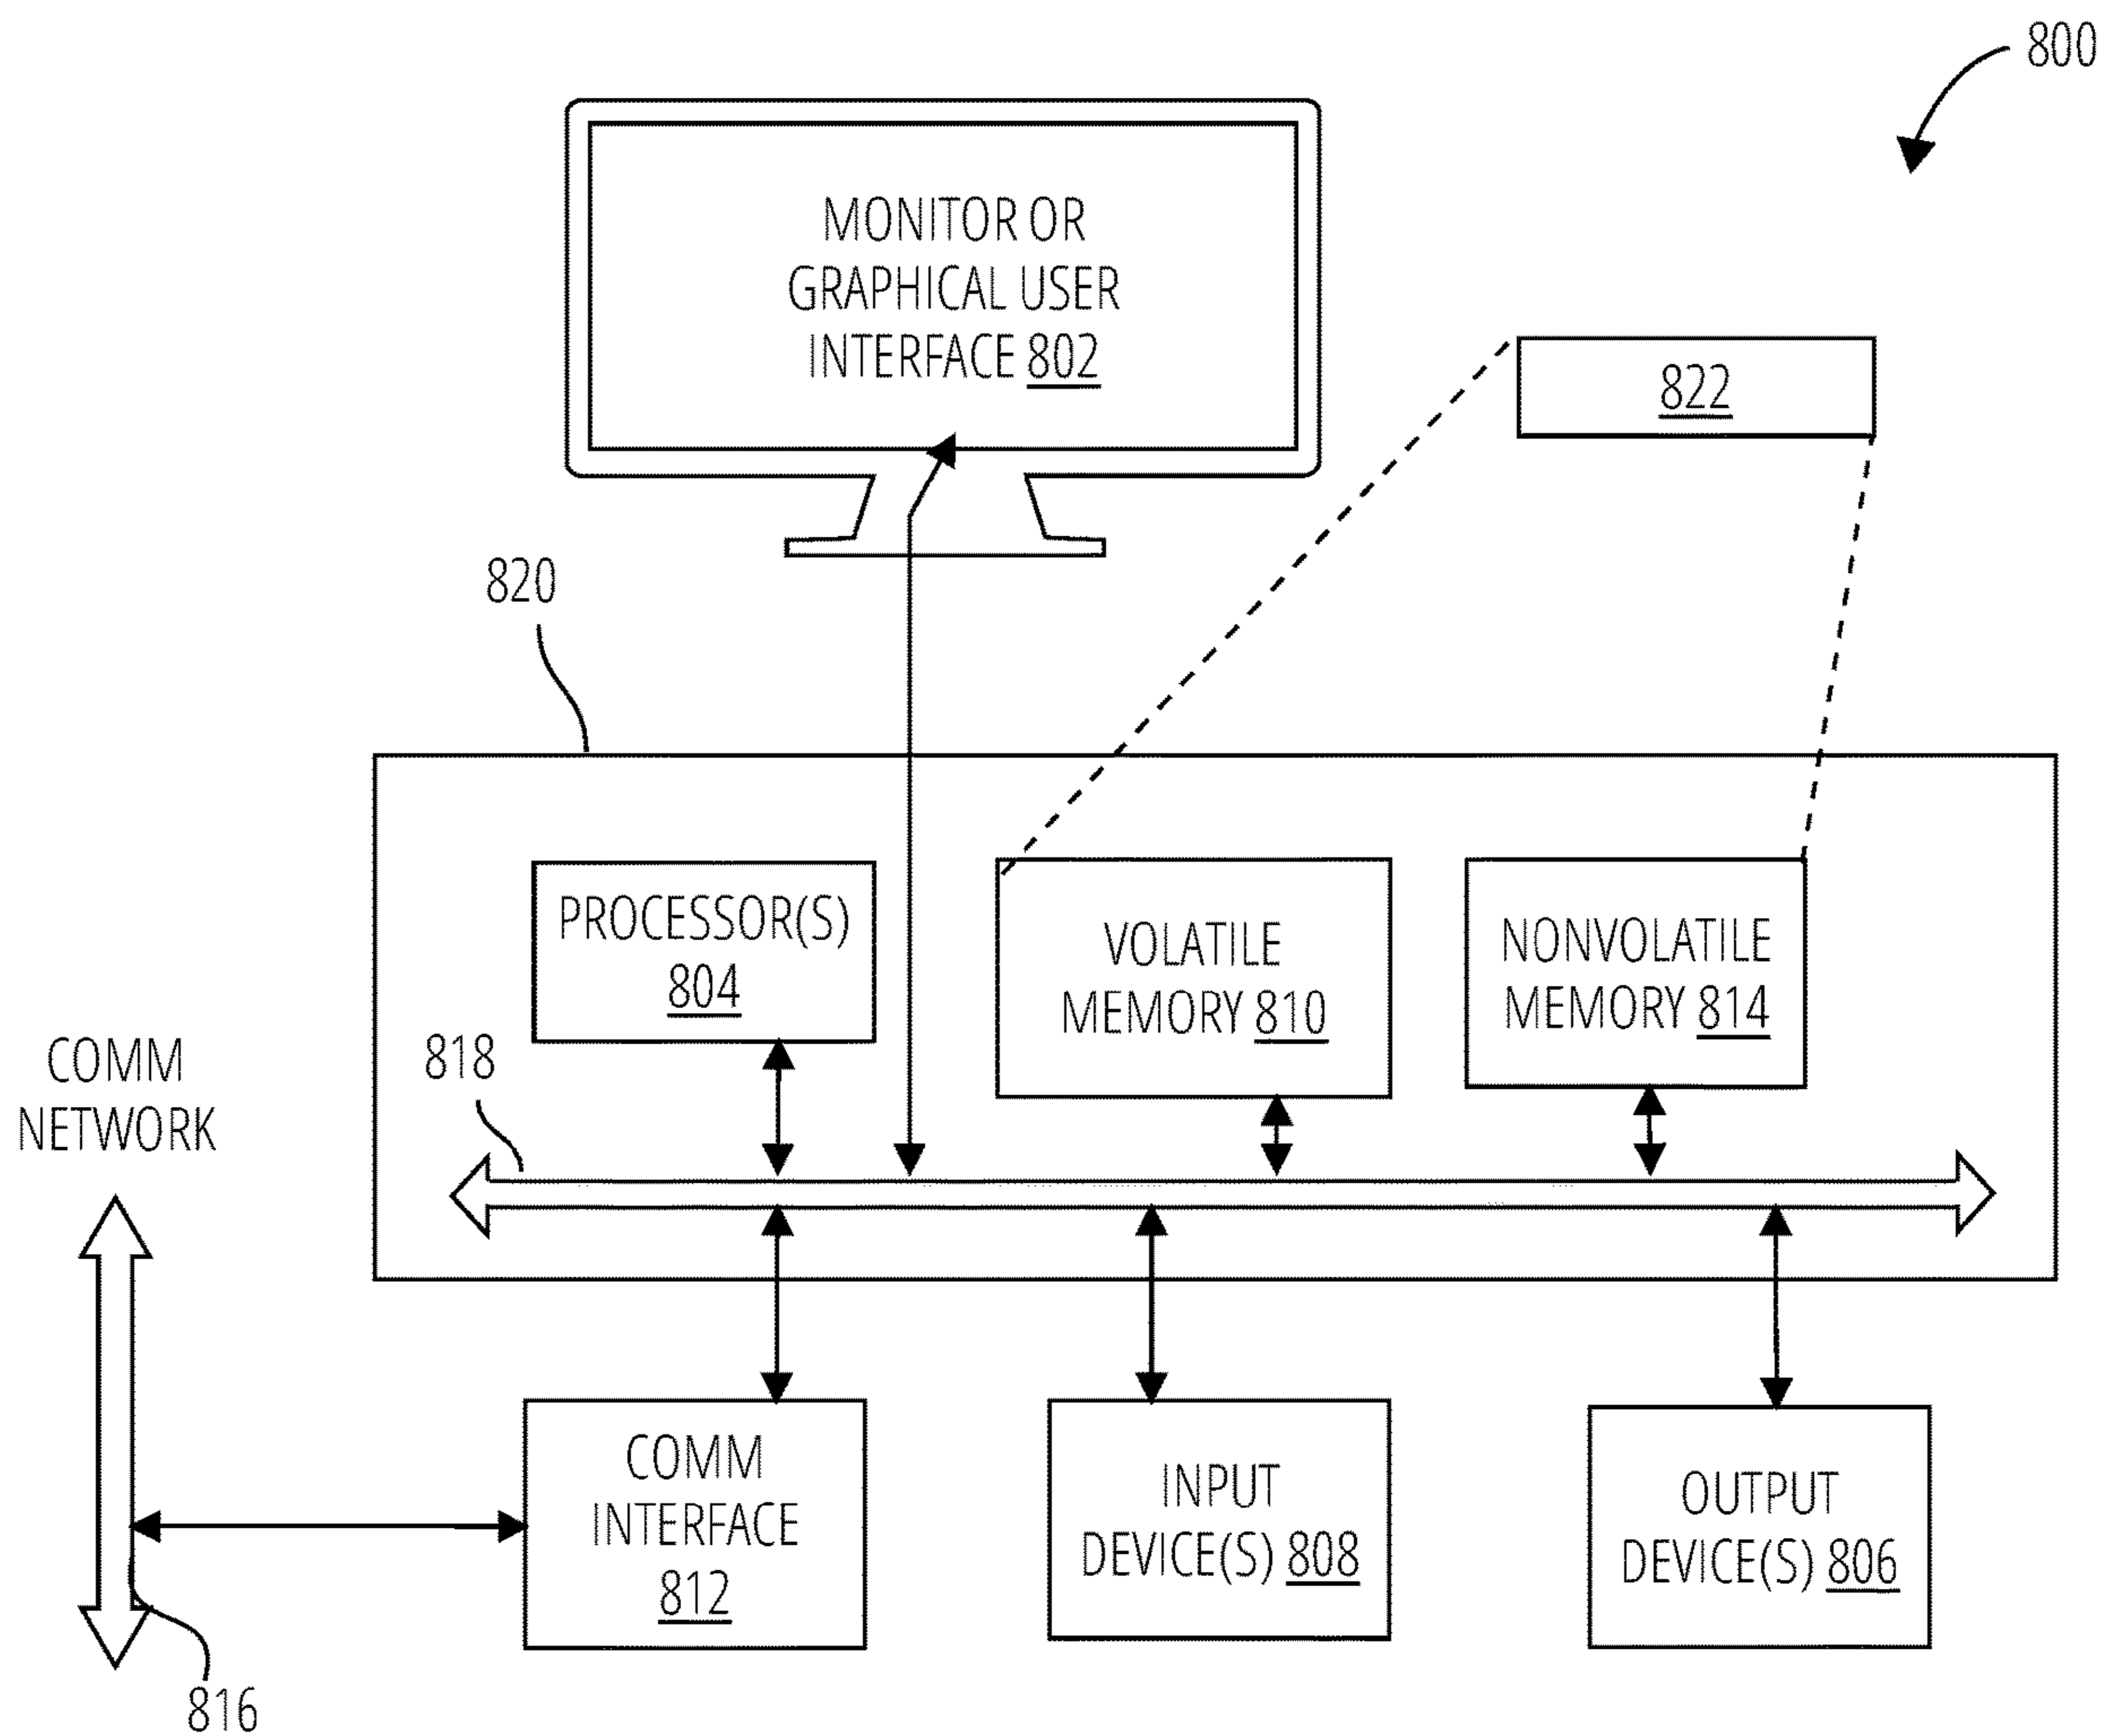 800
MONITOR OR
GRAPHICAL USER
INTERFACE 802
822
820
PROCESSOR(S)
804
VOLATILE
MEMORY 810
NONVOLATILE
MEMORY 814
818
COMM
NETWORK
COMM
INTERFACE
812
INPUT
DEVICE(S) 808
OUTPUT
DEVICE(S) 806
816